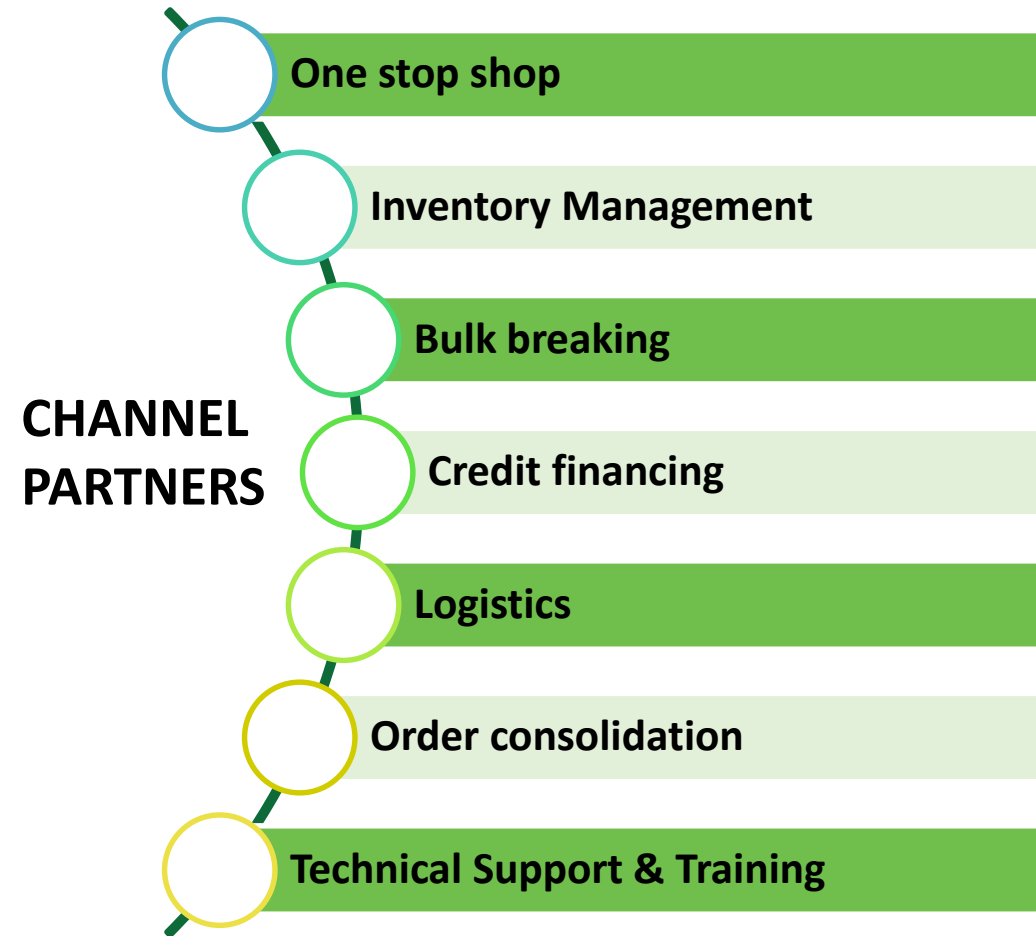 One stop shop
Inventory Management
Bulk breaking
CHANNEL
PARTNERS
Credit financing
Logistics
Order consolidation
Technical Support & Training